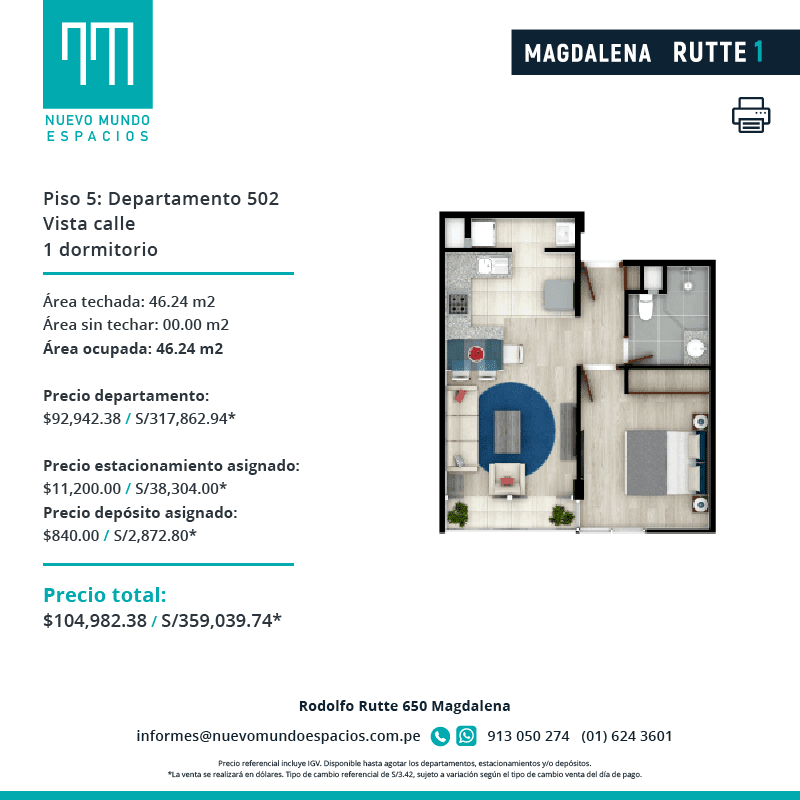 NUEVO MUNDO
ESPACIOS
MAGDALENA RUTTE 1
Piso 5: Departamento 502
Vista calle
1 dormitorio
Área techada: 46.24 m2
Área sin techar: 00.00 m2
Área ocupada: 46.24 m2
Precio departamento:
$92,942.38 / S/317,862.94*
Precio estacionamiento asignado:
$11,200.00 / S/38,304.00*
Precio depósito asignado:
$840.00 / S/2,872.80*
Precio total:
$104,982.38 / S/359,039.74*
Rodolfo Rutte 650 Magdalena
informes@nuevomundoespacios.com.pe 913 050 274 (01) 624 3601
Precio referencial incluye IGV. Disponible hasta agotar los departamentos, estacionamientos y/o depósitos.
*La venta se realizará en dólares. Tipo de cambio referencial de S/3.42, sujeto a variación según el tipo de cambio venta del día de pago.